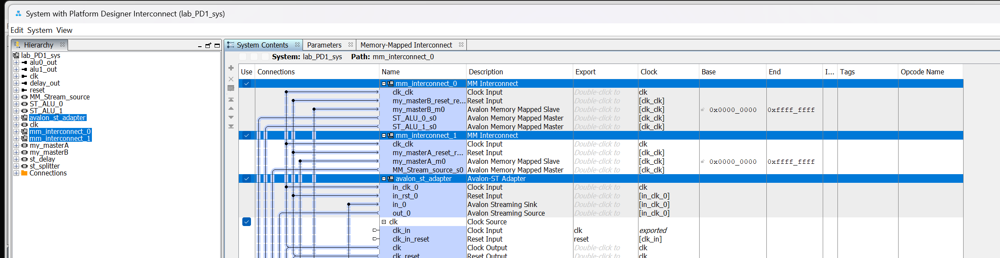 System with Platform Designer Interconnect (lab_PD1_sys)
Edit System View
Hierarchy
lab_PD1_sys
alu0_out
alu1_out
clk
delay_out
reset
MM_Stream_source
ST_ALU_0
ST_ALU_1
avalon_st_adapter
clk
mm_interconnect_0
mm_interconnect_1
my_masterA
my_masterB
st_delay
st_splitter
Connections
System Contents Parameters Memory-Mapped Interconnect
System: lab_PD1_sys Path: mm_interconnect_0
Use Connections Name Description Export Clock Base End I... Tags Opcode Name
mm_interconnect_0 MM Interconnect
clk_clk Clock Input Double-click to clk
my_masterB_reset_re... Reset Input Double-click to [clk_clk]
my_masterB_m0 Avalon Memory Mapped Slave Double-click to [clk_clk] 0x0000_0000 0xffff_ffff
ST_ALU_0_s0 Avalon Memory Mapped Master Double-click to [clk_clk]
ST_ALU_1_s0 Avalon Memory Mapped Master Double-click to [clk_clk]
mm_interconnect_1 MM Interconnect
clk_clk Clock Input Double-click to clk
my_masterA_reset_r... Reset Input Double-click to [clk_clk]
my_masterA_m0 Avalon Memory Mapped Slave Double-click to [clk_clk] 0x0000_0000 0xffff_ffff
MM_Stream_source_s0 Avalon Memory Mapped Master Double-click to [clk_clk]
avalon_st_adapter Avalon-ST Adapter
in_clk_0 Clock Input Double-click to clk
in_rst_0 Reset Input Double-click to [in_clk_0]
in_0 Avalon Streaming Sink Double-click to [in_clk_0]
out_0 Avalon Streaming Source Double-click to [in_clk_0]
clk Clock Source
clk_in Clock Input clk exported
clk_in_reset Reset Input reset [clk_in]
clk Clock Output Double-click to clk
clk_reset Reset Output Double-click to clk